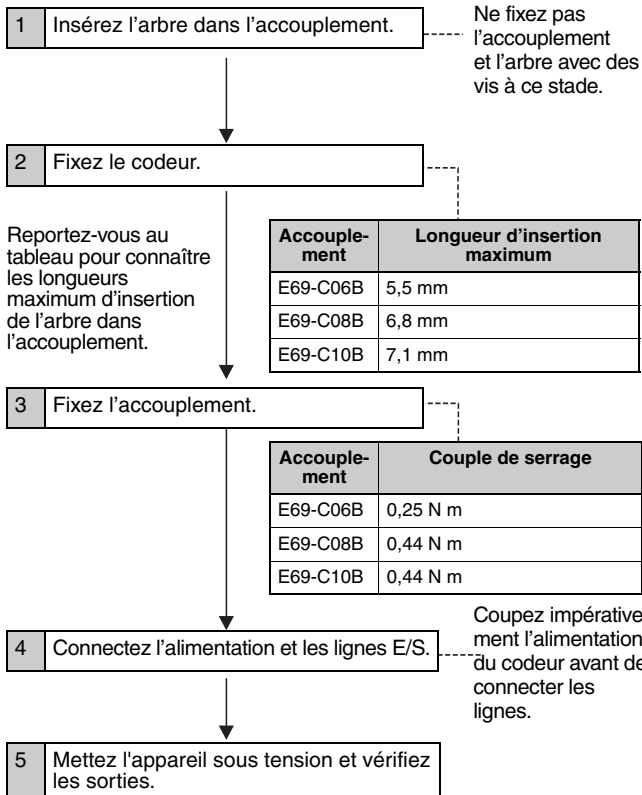 1 Insérez l'arbre dans l'accouplement.
Ne fixez pas
l'accouplement
et l'arbre avec des
vis à ce stade.
2 Fixez le codeur.
Reportez-vous au
tableau pour connaître
les longueurs
maximum d'insertion
de l'arbre dans
l'accouplement.
Accouple- Longueur d'insertion
ment maximum
E69-C06B 5,5 mm
E69-C08B 6,8 mm
E69-C10B 7,1 mm
3 Fixez l'accouplement.
Accouple- Couple de serrage
ment
E69-C06B 0,25 N m
E69-C08B 0,44 N m
E69-C10B 0,44 N m
4 Connectez l'alimentation et les lignes E/S.
Coupez impérative
ment l'alimentation
du codeur avant de
connecter les
lignes.
5 Mettez l'appareil sous tension et vérifiez
les sorties.